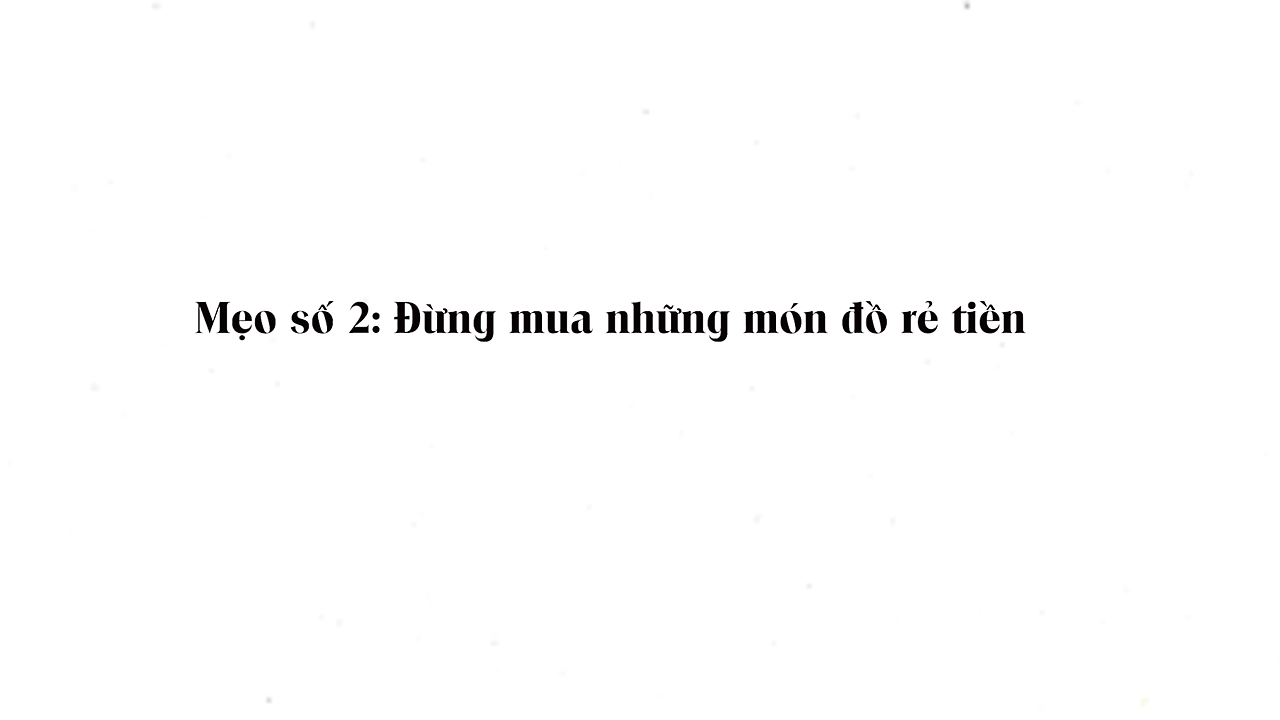 Mẹo số 2: Đừng mua những món đồ rẻ tiền